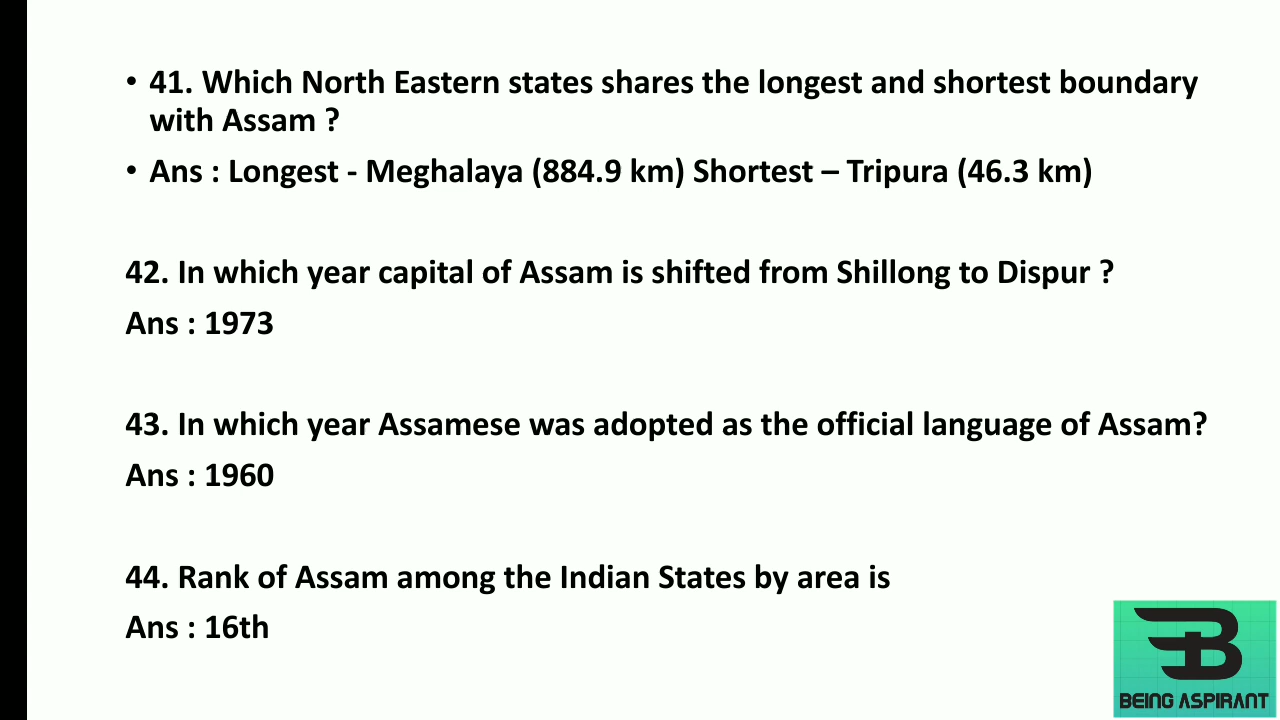 • 41. Which North Eastern states shares the longest and shortest boundary
with Assam ?
• Ans : Longest - Meghalaya (884.9 km) Shortest – Tripura (46.3 km)
42. In which year capital of Assam is shifted from Shillong to Dispur ?
Ans : 1973
43. In which year Assamese was adopted as the official language of Assam?
Ans : 1960
44. Rank of Assam among the Indian States by area is
Ans : 16th
BEING ASPIRANT